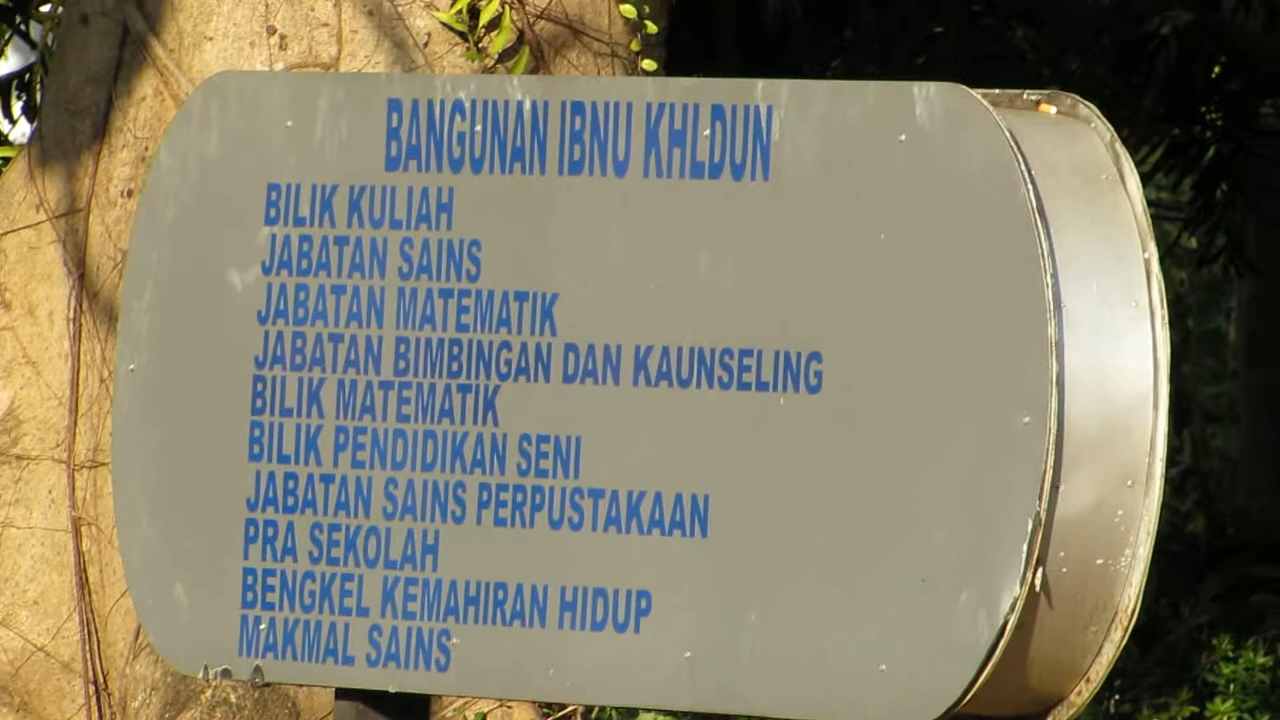 BANGUNAN IBNU KHLDUN
BILIK KULIAH
JABATAN SAINS
JABATAN MATEMATIK
JABATAN BIMBINGAN DAN KAUNSELING
BILIK MATEMATIK
BILIK PENDIDIKAN SENI
JABATAN SAINS PERPUSTAKAAN
PRA SEKOLAH
BENGKEL KEMAHIRAN HIDUP
MAKMAL SAINS